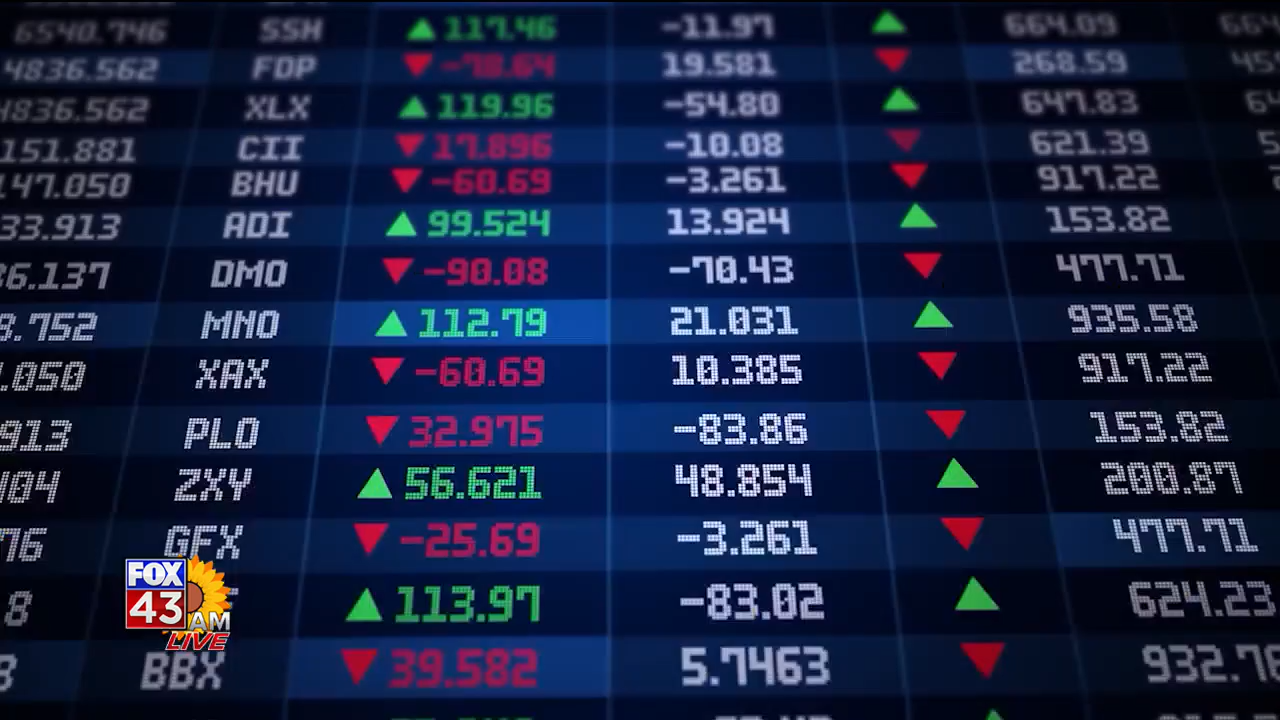 6540.746 SSH ▲ 117.46 -11.97 ▲ 664.09
4836.562 FDP ▼ -78.64 19.581 ▼ 268.59
4836.562 XLX ▲ 119.96 -54.80 ▲ 647.83
151.881 CII ▼ 17.896 -10.08 ▼ 621.39
147.050 BHU ▼ -60.69 -3.261 ▼ 917.22
33.913 ADI ▲ 99.524 13.924 ▲ 153.82
6.137 DMO ▼ -90.08 -70.43 ▼ 477.71
8.752 MNO ▲ 112.79 21.031 ▲ 935.58
.050 XAX ▼ -60.69 10.385 ▼ 917.22
913 PLO ▼ 32.975 -83.86 ▼ 153.82
404 ZXY ▲ 56.621 48.854 ▲ 200.87
76 GFX ▼ -25.69 -3.261 ▼ 477.71
8 ▲ 113.97 -83.02 ▲ 624.23
BBX ▼ 39.582 5.7463 ▼ 932.76
FOX
43
AM
LIVE